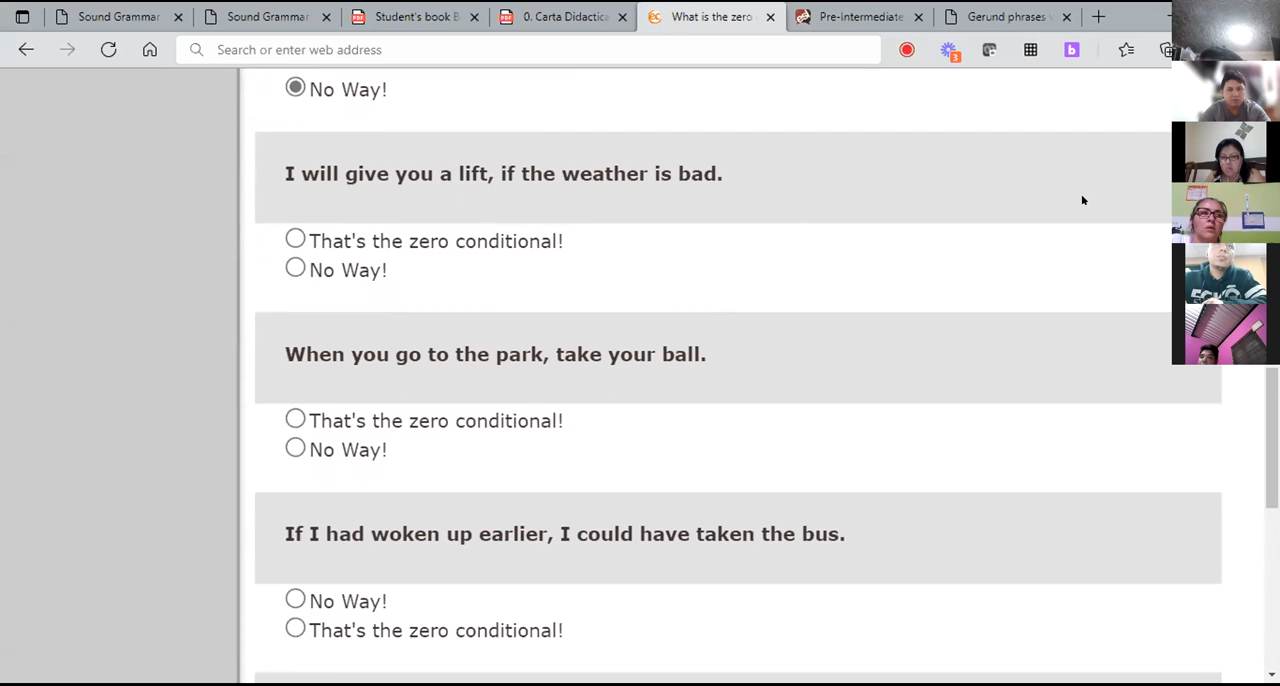 Sound Grammar
Sound Grammar
Student's book B
0. Carta Didactica
What is the zero
Pre-Intermediate
Gerund phrases
Search or enter web address
3
b
No Way!
I will give you a lift, if the weather is bad.
That's the zero conditional!
No Way!
When you go to the park, take your ball.
That's the zero conditional!
No Way!
If I had woken up earlier, I could have taken the bus.
No Way!
That's the zero conditional!